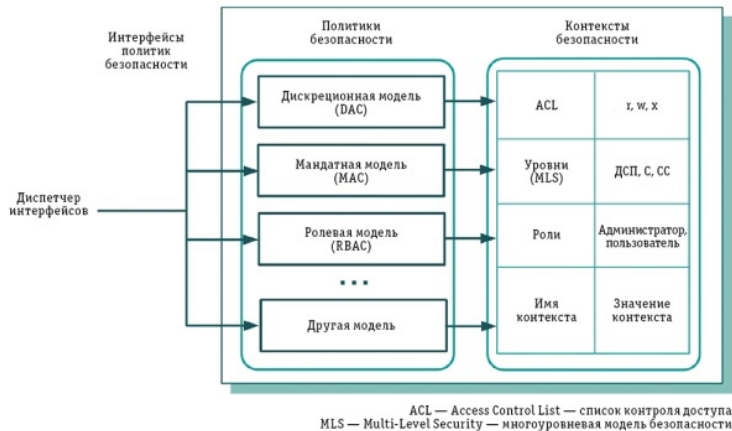 Интерфейсы
политик
безопасности
Политики
безопасности
Контексты
безопасности
Диспетчер
интерфейсов
Дискреционная модель
(DAC)
ACL
r, w, x
Мандатная модель
(MAC)
Уровни
(MLS)
ДСП, С, СС
Ролевая модель
(RBAC)
Роли
Администратор,
пользователь
...
Другая модель
Имя
контекста
Значение
контекста
ACL — Access Control List — список контроля доступа
MLS — Multi-Level Security — многоуровневая модель безопасности